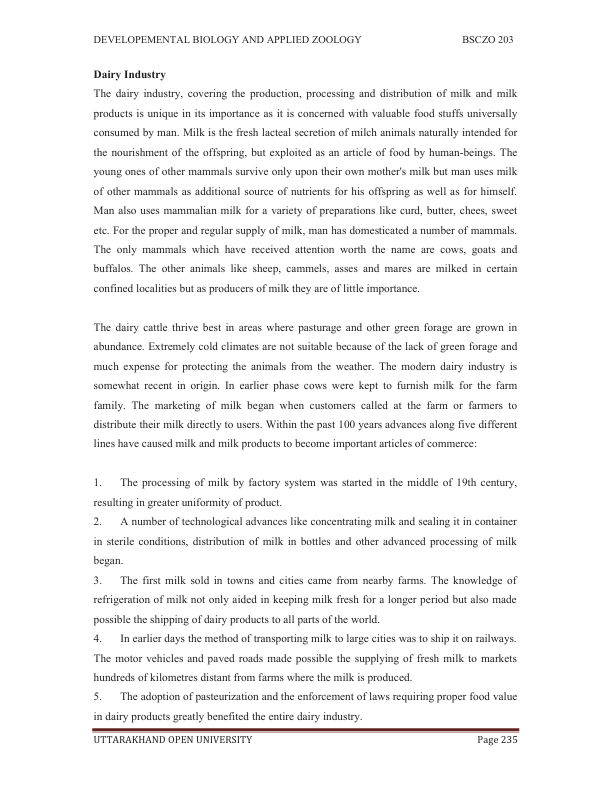 DEVELOPEMENTAL BIOLOGY AND APPLIED ZOOLOGY BSCZO 203
Dairy Industry
The dairy industry, covering the production, processing and distribution of milk and milk
products is unique in its importance as it is concerned with valuable food stuffs universally
consumed by man. Milk is the fresh lacteal secretion of milch animals naturally intended for
the nourishment of the offspring, but exploited as an article of food by human-beings. The
young ones of other mammals survive only upon their own mother's milk but man uses milk
of other mammals as additional source of nutrients for his offspring as well as for himself.
Man also uses mammalian milk for a variety of preparations like curd, butter, chees, sweet
etc. For the proper and regular supply of milk, man has domesticated a number of mammals.
The only mammals which have received attention worth the name are cows, goats and
buffalos. The other animals like sheep, cammels, asses and mares are milked in certain
confined localities but as producers of milk they are of little importance.
The dairy cattle thrive best in areas where pasturage and other green forage are grown in
abundance. Extremely cold climates are not suitable because of the lack of green forage and
much expense for protecting the animals from the weather. The modern dairy industry is
somewhat recent in origin. In earlier phase cows were kept to furnish milk for the farm
family. The marketing of milk began when customers called at the farm or farmers to
distribute their milk directly to users. Within the past 100 years advances along five different
lines have caused milk and milk products to become important articles of commerce:
1. The processing of milk by factory system was started in the middle of 19th century,
resulting in greater uniformity of product.
2. A number of technological advances like concentrating milk and sealing it in container
in sterile conditions, distribution of milk in bottles and other advanced processing of milk
began.
3. The first milk sold in towns and cities came from nearby farms. The knowledge of
refrigeration of milk not only aided in keeping milk fresh for a longer period but also made
possible the shipping of dairy products to all parts of the world.
4. In earlier days the method of transporting milk to large cities was to ship it on railways.
The motor vehicles and paved roads made possible the supplying of fresh milk to markets
hundreds of kilometres distant from farms where the milk is produced.
5. The adoption of pasteurization and the enforcement of laws requiring proper food value
in dairy products greatly benefited the entire dairy industry.
UTTARAKHAND OPEN UNIVERSITY Page 235